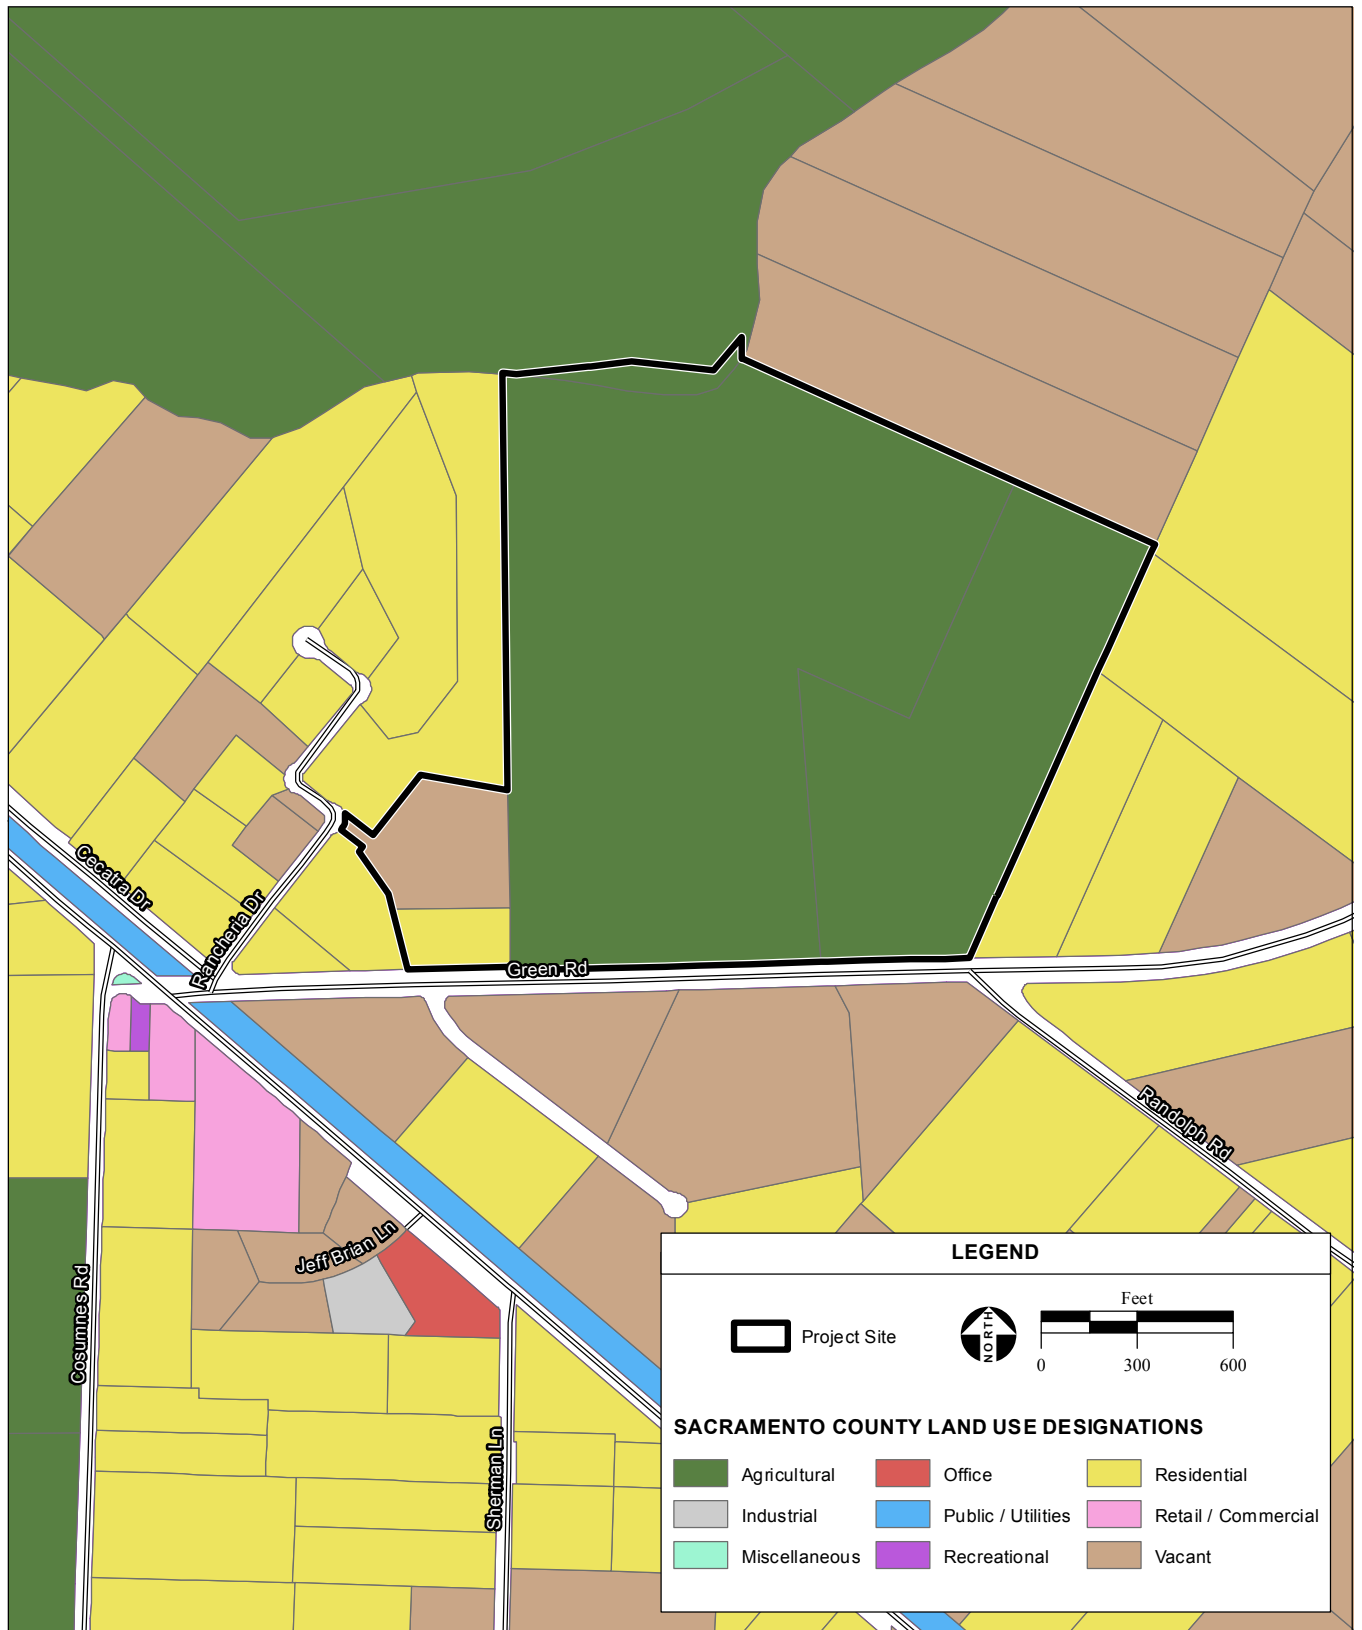 Cecatra Dr
Rancheria Dr
Green Rd
Randolph Rd
Jeff Brian Ln
Cosumnes Rd
Sherman Ln
LEGEND
Project Site
NORTH
Feet
0 300 600
SACRAMENTO COUNTY LAND USE DESIGNATIONS
Agricultural Office Residential
Industrial Public / Utilities Retail / Commercial
Miscellaneous Recreational Vacant